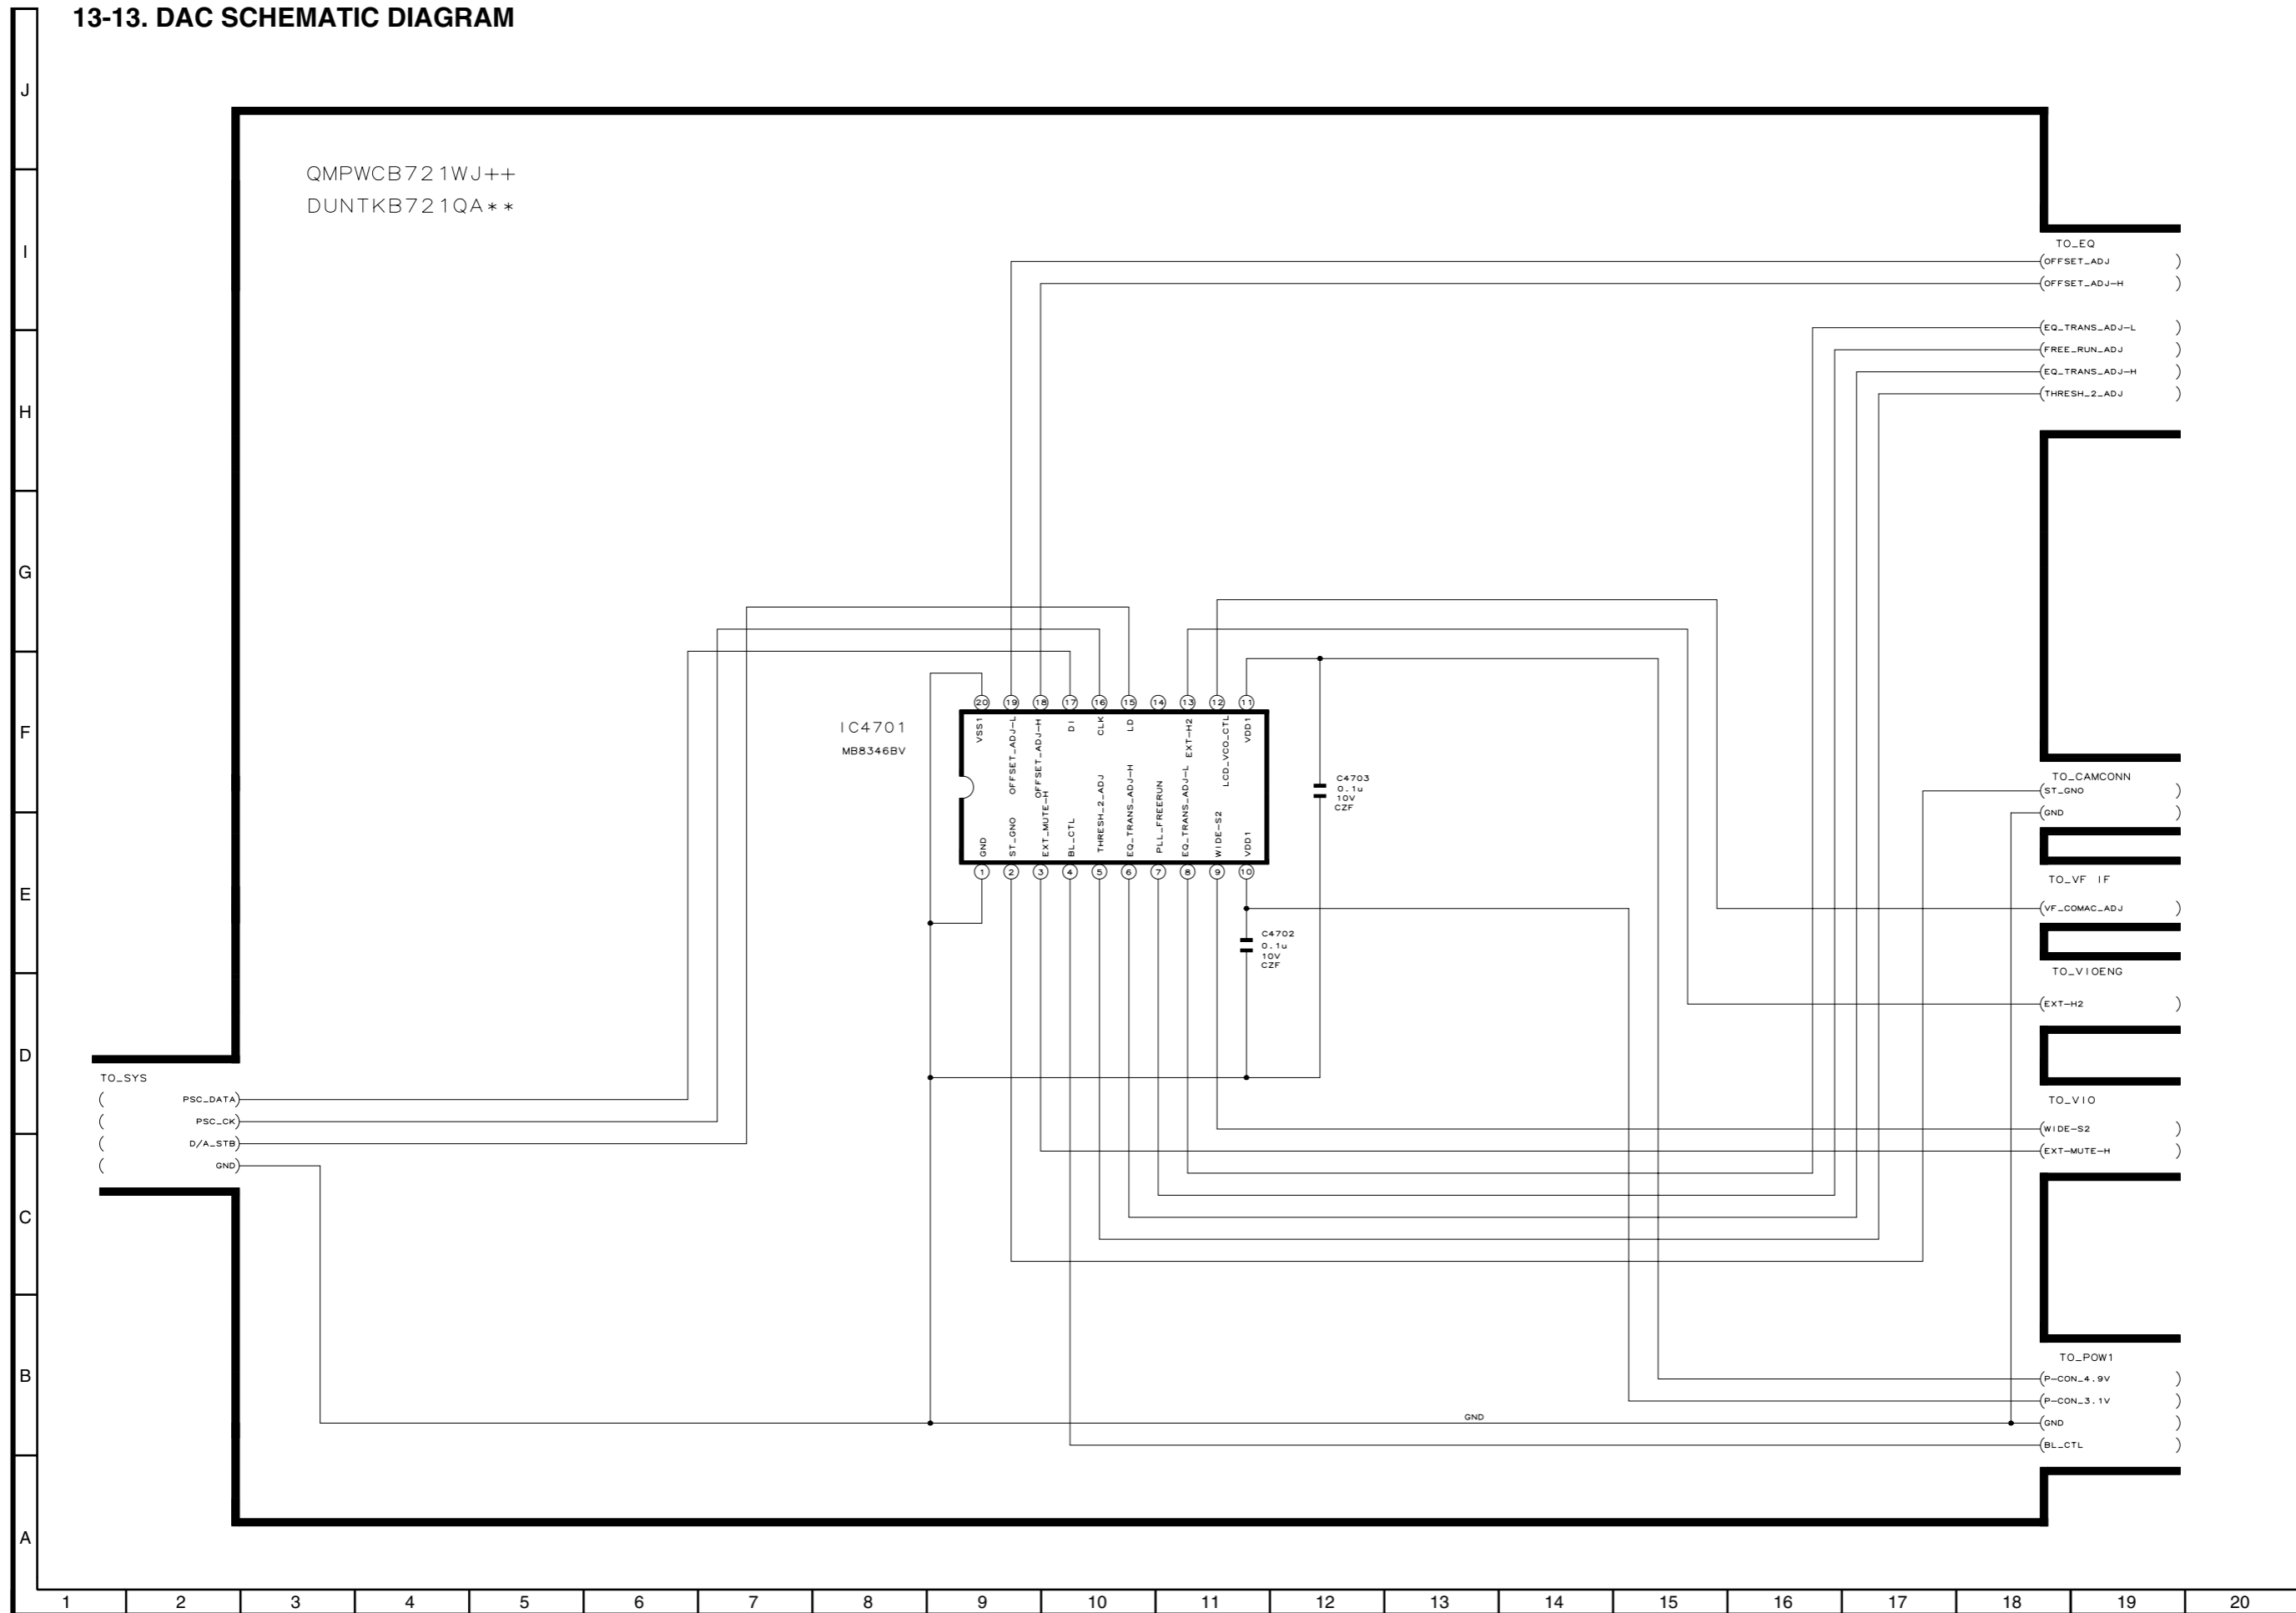 13-13. DAC SCHEMATIC DIAGRAM
J
I
H
G
F
E
D
C
B
A
QMPWCB721WJ++
DUNTKB721QA**
TO_EQ
(OFFSET_ADJ )
(OFFSET_ADJ-H )
(EQ_TRANS_ADJ-L )
(FREE_RUN_ADJ )
(EQ_TRANS_ADJ-H )
(THRESH_2_ADJ )
IC4701
MB8346BV
20 19 18 17 16 15 14 13 12 11
VSS1
OFFSET_ADJ-L
OFFSET_ADJ-H
DI
CLK
LD
EXT-H2
LCD_VCO_CTL
VDD1
GND
ST_GNO
EXT_MUTE-H
BL_CTL
THRESH_2_ADJ
EQ_TRANS_ADJ-H
PLL_FREERUN
EQ_TRANS_ADJ-L
WIDE-S2
VDD1
1 2 3 4 5 6 7 8 9 10
C4703
0.1u
10V
CZF
C4702
0.1u
10V
CZF
TO_CAMCONN
(ST_GNO )
(GND )
TO_VF IF
(VF_COMAC_ADJ )
TO_VIOENG
(EXT-H2 )
TO_VIO
(WIDE-S2 )
(EXT-MUTE-H )
TO_SYS
( PSC_DATA)
( PSC_CK)
( D/A_STB)
( GND)
TO_POW1
(P-CON_4.9V )
(P-CON_3.1V )
GND
(GND )
(BL_CTL )
1 2 3 4 5 6 7 8 9 10 11 12 13 14 15 16 17 18 19 20